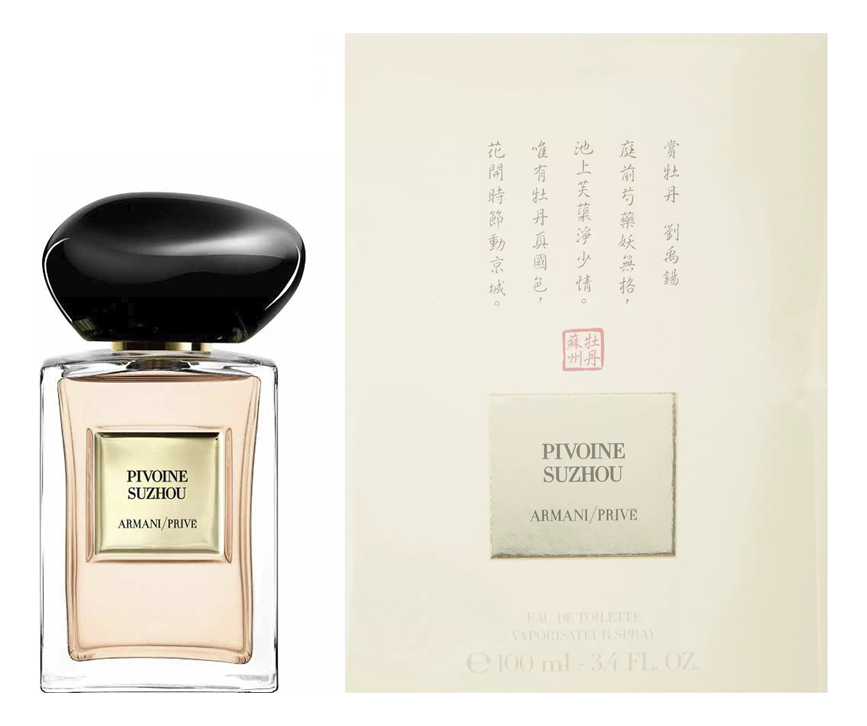 PIVOINE
SUZHOU
ARMANI/PRIVE
賞牡丹 劉禹錫
庭前芍藥妖無格，
池上芙蕖淨少情。
唯有牡丹真國色，
花開時節動京城。
牡丹
蘇州
PIVOINE
SUZHOU
ARMANI/PRIVE
EAU DE TOILETTE
VAPORISATEUR SPRAY
℮ 100 ml - 3.4 FL. OZ.